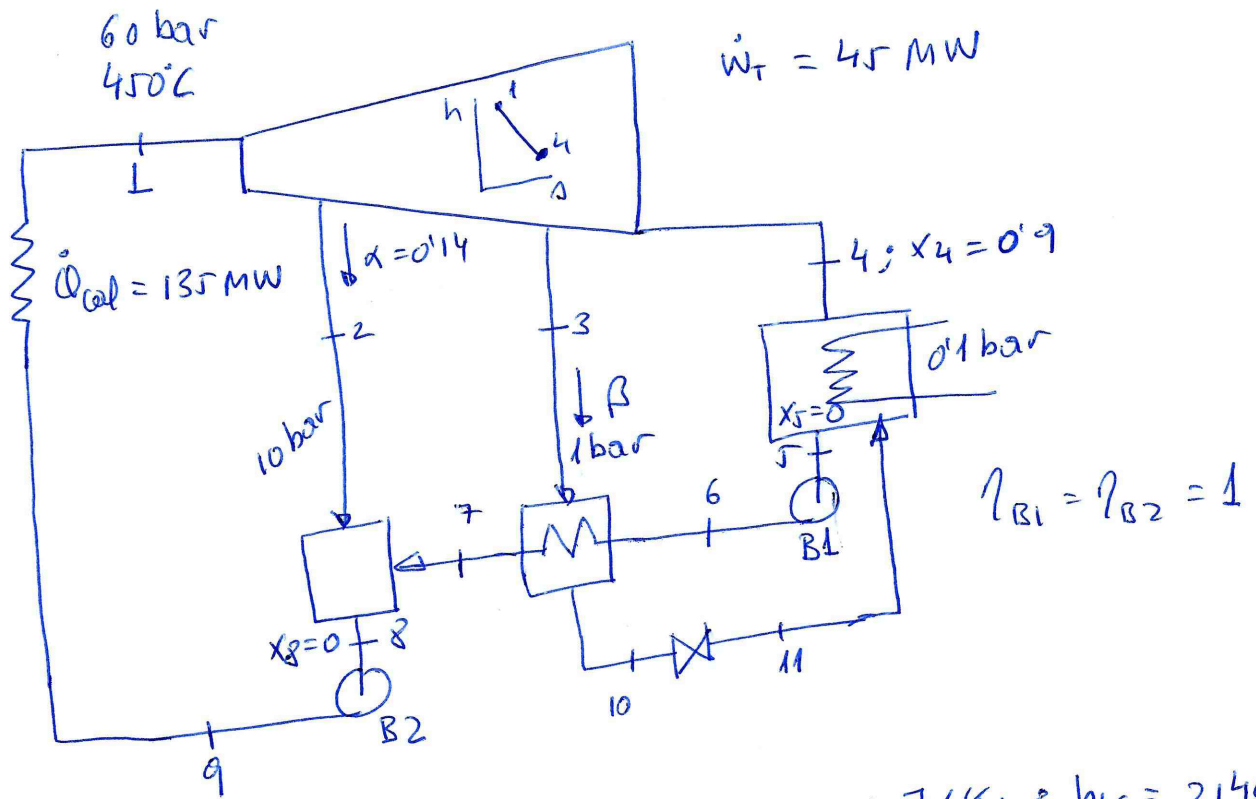 60 bar
450°C
Ẇ_T = 45 MW
h
1
4
s
1
α = 0'14
4 ; x4 = 0'9
Q̇cal = 135 MW
2
3
0'1 bar
β
x5=0
10 bar
1 bar
5
7
6
η_B1 = η_B2 = 1
B1
x8=0
8
11
10
B2
9